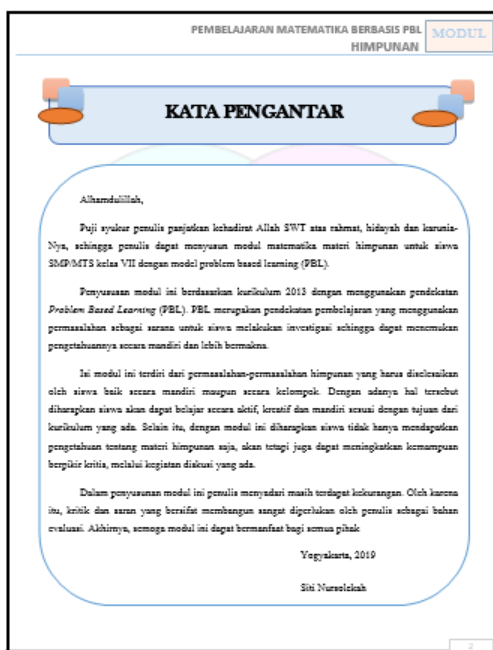 PEMBELAJARAN MATEMATIKA BERBASIS PBL
HIMPUNAN
MODUL
KATA PENGANTAR
Alhamdulillah,
Puji syukur penulis panjatkan kehadirat Allah SWT atas rahmat, hidayah dan karunia-
Nya, sehingga penulis dapat menyusun modul matematika materi himpunan untuk siswa
SMP/MTS kelas VII dengan model problem based learning (PBL).
Penyusunan modul ini berdasarkan kurikulum 2013 dengan menggunakan pendekatan
Problem Based Learning (PBL). PBL merupakan pendekatan pembelajaran yang menggunakan
permasalahan sebagai sarana untuk siswa melakukan investigasi sehingga dapat menemukan
pengetahuannya secara mandiri dan lebih bermakna.
Isi modul ini terdiri dari permasalahan-permasalahan himpunan yang harus diselesaikan
oleh siswa baik secara mandiri maupun secara kelompok. Dengan adanya hal tersebut
diharapkan siswa akan dapat belajar secara aktif, kreatif dan mandiri sesuai dengan tujuan dari
kurikulum yang ada. Selain itu, dengan modul ini diharapkan siswa tidak hanya mendapatkan
pengetahuan tentang materi himpunan saja, akan tetapi juga dapat meningkatkan kemampuan
berpikir kritis, melalui kegiatan diskusi yang ada.
Dalam penyusunan modul ini penulis menyadari masih terdapat kekurangan. Oleh karena
itu, kritik dan saran yang bersifat membangun sangat diperlukan oleh penulis sebagai bahan
evaluasi. Akhirnya, semoga modul ini dapat bermanfaat bagi semua pihak
Yogyakarta, 2019
Siti Nursolekah
2